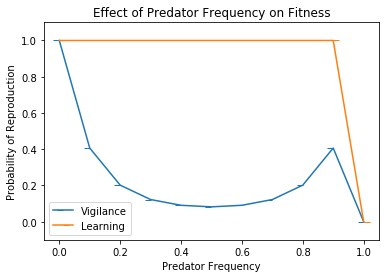 Effect of Predator Frequency on Fitness
Probability of Reproduction
1.0
0.8
0.6
0.4
0.2
0.0
Vigilance
Learning
0.0 0.2 0.4 0.6 0.8 1.0
Predator Frequency